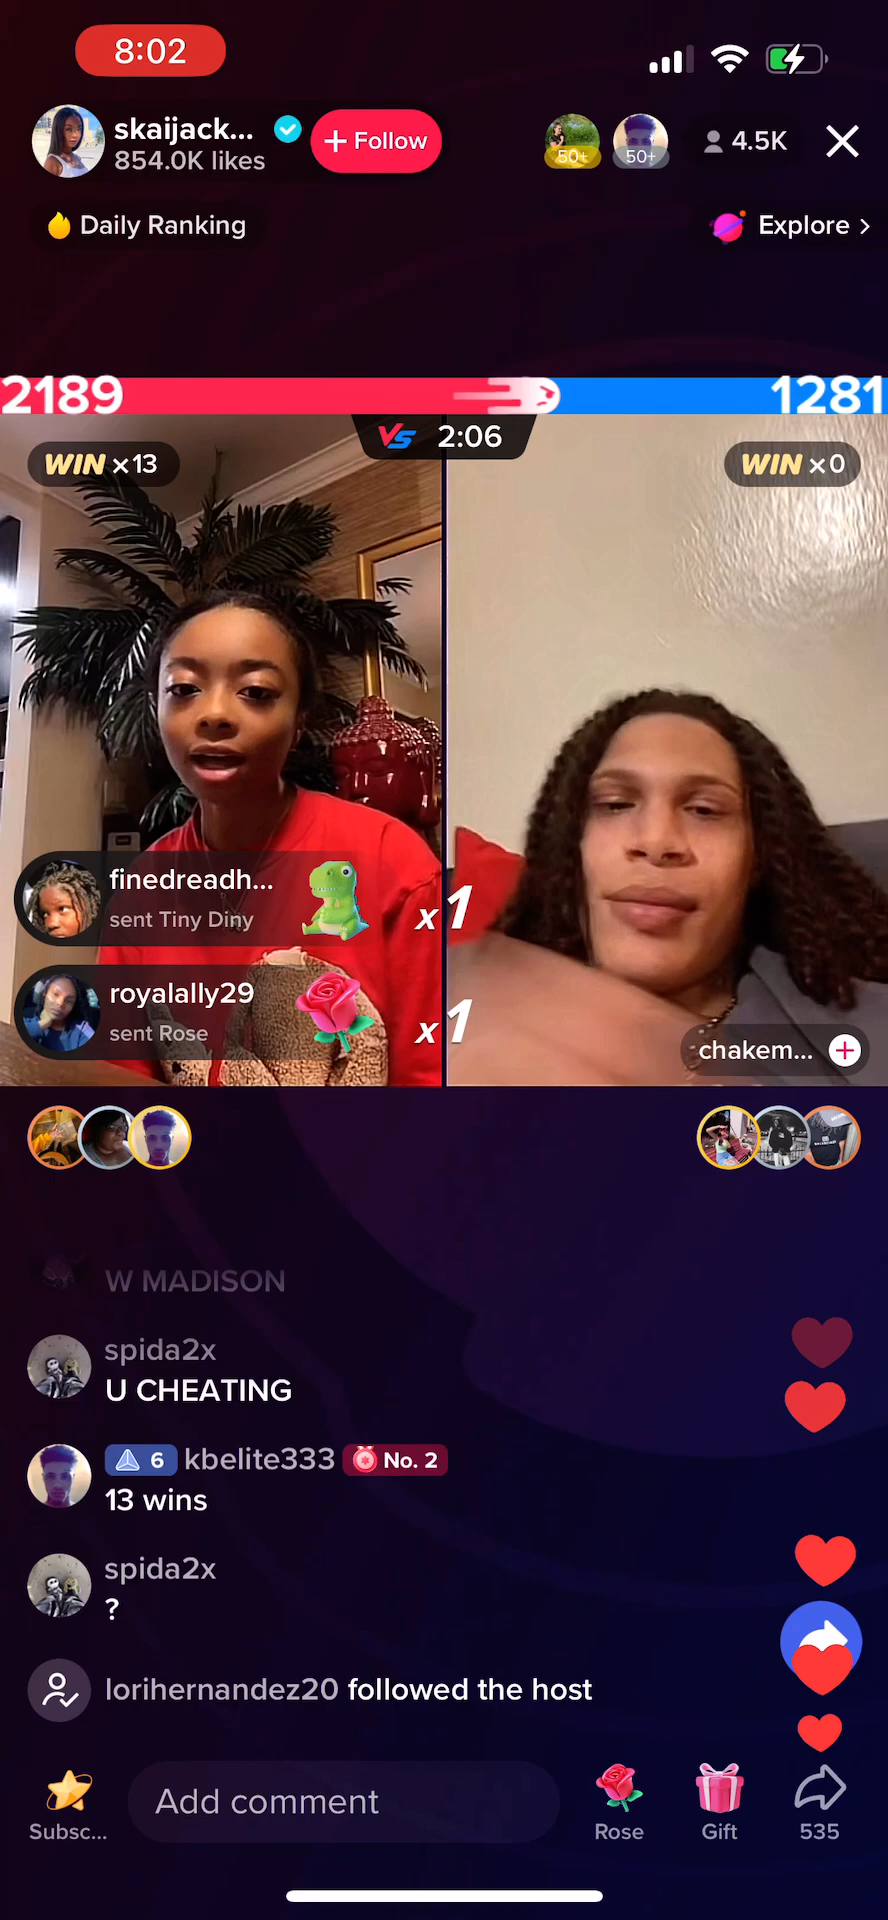 8:02
skaijack...
+ Follow
854.0K likes
50+
50+
4.5K
Daily Ranking
Explore >
2189
1281
VS 2:06
WIN x13
WIN x0
finedreadh...
sent Tiny Diny
x1
royalally29
sent Rose
x1
chakem...
W MADISON
spida2x
U CHEATING
6 kbelite333 No. 2
13 wins
spida2x
?
lorihernandez20 followed the host
Add comment
Subsc...
Rose
Gift
535